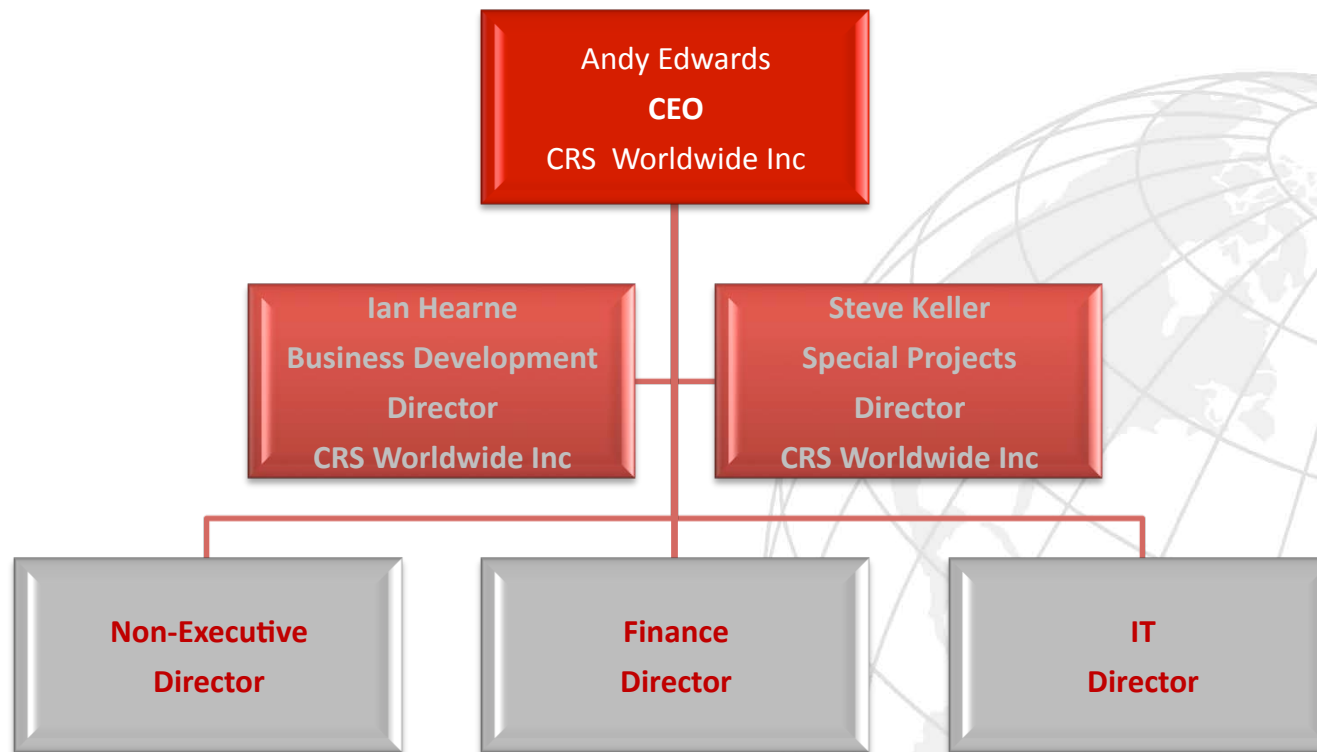 Andy Edwards
CEO
CRS  Worldwide Inc
Ian Hearne
Business Development
Director
CRS Worldwide Inc
Steve Keller
Special Projects
Director
CRS Worldwide Inc
Non-Executive
Director
Finance
Director
IT
Director